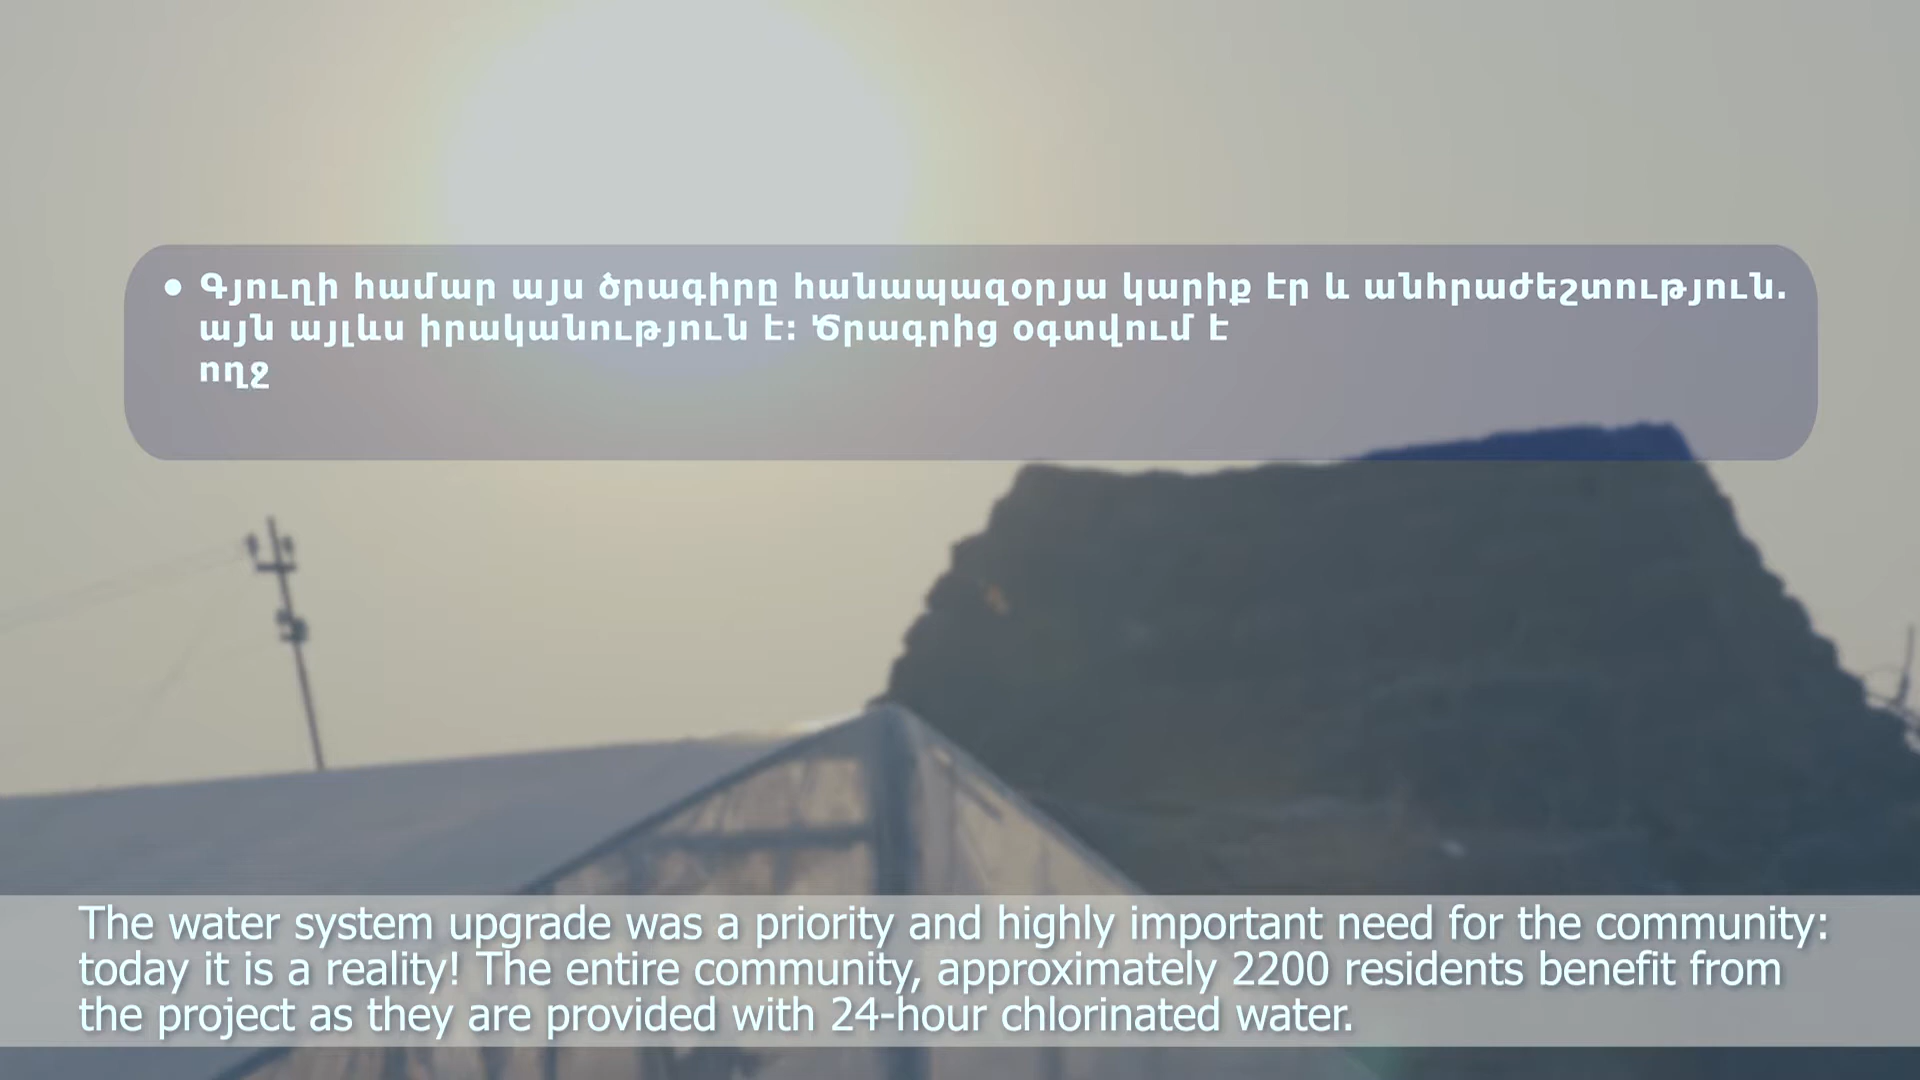 ● Գյուղի համար այս ծրագիրը հանապազօրյա կարիք էր և անհրաժեշտություն.
այն այլևս իրականություն է: Ծրագրից օգտվում է
ողջ
The water system upgrade was a priority and highly important need for the community:
today it is a reality! The entire community, approximately 2200 residents benefit from
the project as they are provided with 24-hour chlorinated water.